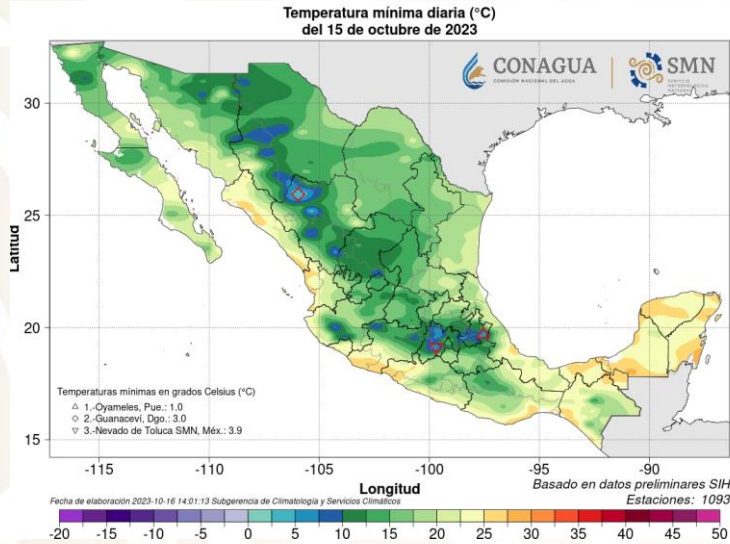 Temperatura mínima diaria (°C)
del 15 de octubre de 2023
CONAGUA
COMISIÓN NACIONAL DEL AGUA
SMN
SERVICIO
METEOROLÓGICO
NACIONAL
Latitud
30
25
20
15
Temperaturas mínimas en grados Celsius (°C)
1.-Oyameles, Pue.: 1.0
2.-Guanaceví, Dgo.: 3.0
3.-Nevado de Toluca SMN, Méx.: 3.9
-115 -110 -105 -100 -95 -90
Longitud
Basado en datos preliminares SIH
Fecha de elaboración 2023-10-16 14:01:13 Subgerencia de Climatología y Servicios Climáticos
Estaciones: 1093
-20 -15 -10 -5 0 5 10 15 20 25 30 35 40 45 50